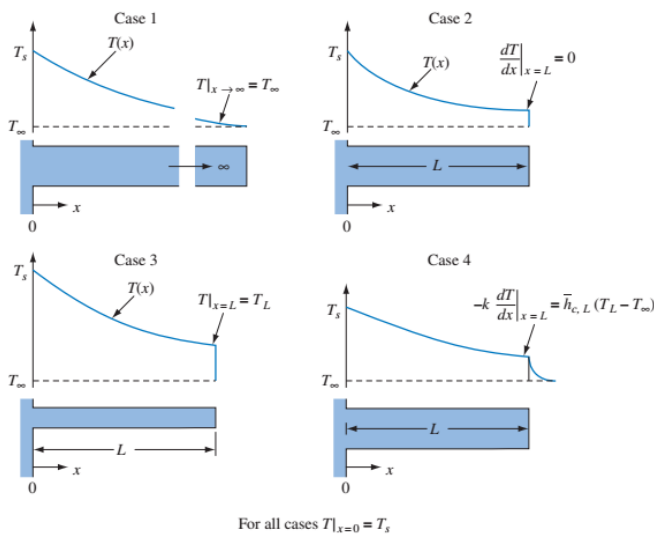 Case 1
T_s
T(x)
T|_{x→∞} = T_∞
T_∞
∞
x
0
Case 2
T_s
T(x)
dT/dx|_{x=L} = 0
T_∞
L
x
0
Case 3
T_s
T(x)
T|_{x=L} = T_L
T_∞
L
x
0
Case 4
T_s
-k dT/dx|_{x=L} = h̅_{c, L} (T_L – T_∞)
T_∞
L
x
0
For all cases T|_{x=0} = T_s